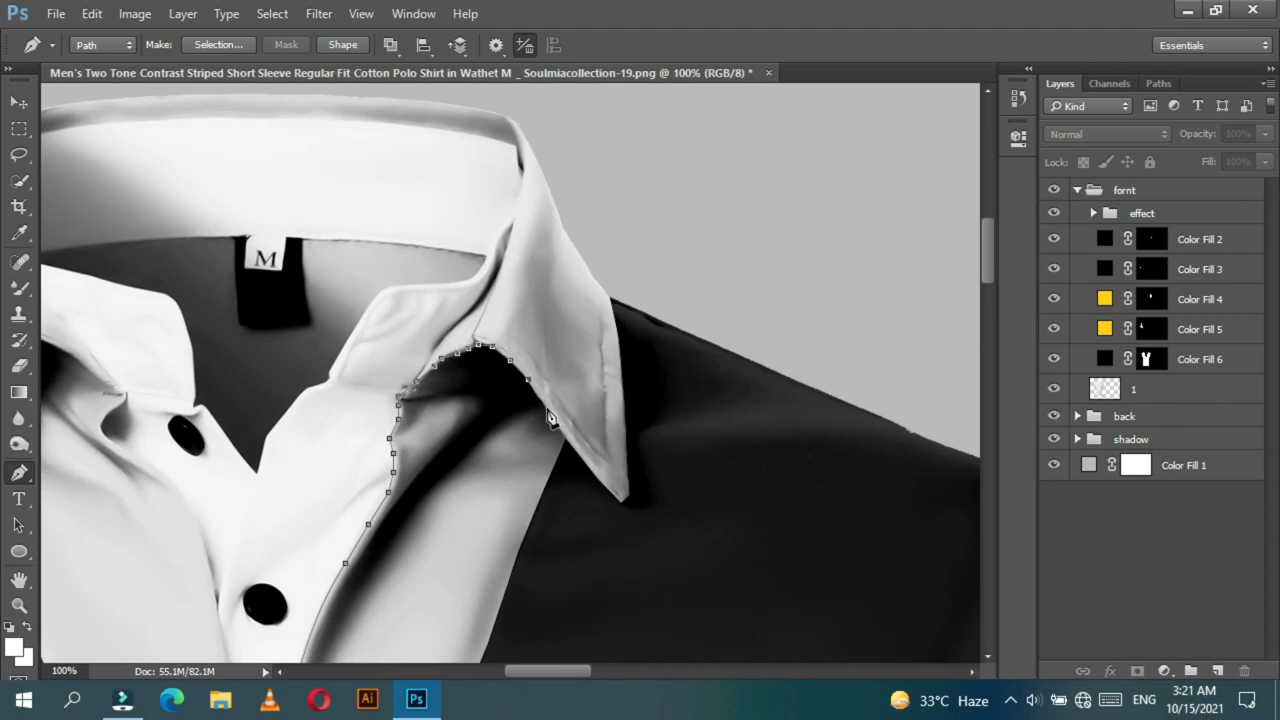 Ps File Edit Image Layer Type Select Filter View Window Help
Path Make: Selection... Mask Shape Essentials
Men's Two Tone Contrast Striped Short Sleeve Regular Fit Cotton Polo Shirt in Wathet M _ Soulmiacollection-19.png @ 100% (RGB/8) *
Layers Channels Paths
Kind
Normal Opacity: 100%
Lock: Fill: 100%
fornt
effect
Color Fill 2
Color Fill 3
Color Fill 4
Color Fill 5
Color Fill 6
1
back
shadow
Color Fill 1
M
100% Doc: 55.1M/82.1M
Ai Ps 33°C Haze ENG 3:21 AM
10/15/2021